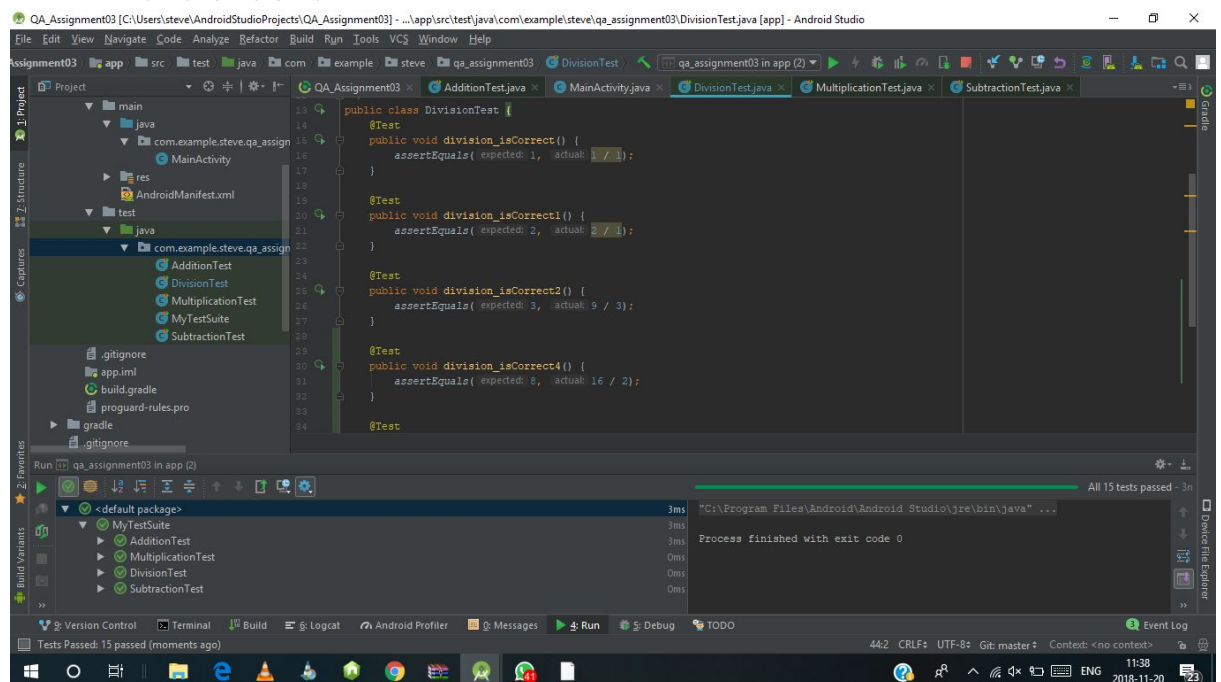 QA_Assignment03 [C:\Users\steve\AndroidStudioProjects\QA_Assignment03] - ...\app\src\test\java\com\example\steve\qa_assignment03\DivisionTest.java [app] - Android Studio
File Edit View Navigate Code Analyze Refactor Build Run Tools VCS Window Help
Assignment03 app src test java com example steve qa_assignment03 DivisionTest qa_assignment03 in app (2)
Project QA_Assignment03 AdditionTest.java MainActivity.java DivisionTest.java MultiplicationTest.java SubtractionTest.java
1: Project
Z: Structure
Captures
2: Favorites
Build Variants
main
java
com.example.steve.qa_assign
MainActivity
res
AndroidManifest.xml
test
java
com.example.steve.qa_assign
AdditionTest
DivisionTest
MultiplicationTest
MyTestSuite
SubtractionTest
.gitignore
app.iml
build.gradle
proguard-rules.pro
gradle
.gitignore
13 public class DivisionTest {
14 @Test
15 public void division_isCorrect() {
16 assertEquals( expected: 1, actual: 1 / 1);
17 }
18
19 @Test
20 public void division_isCorrect1() {
21 assertEquals( expected: 2, actual: 2 / 1);
22 }
23
24 @Test
25 public void division_isCorrect2() {
26 assertEquals( expected: 3, actual: 9 / 3);
27 }
28
29 @Test
30 public void division_isCorrect4() {
31 assertEquals( expected: 8, actual: 16 / 2);
32 }
33
34 @Test
Gradle
Device File Explorer
Run qa_assignment03 in app (2)
All 15 tests passed - 3n
<default package> 3ms
MyTestSuite 3ms
AdditionTest 3ms
MultiplicationTest 0ms
DivisionTest 0ms
SubtractionTest 0ms
"C:\Program Files\Android\Android Studio\jre\bin\java" ...
Process finished with exit code 0
9: Version Control Terminal Build 6: Logcat Android Profiler 0: Messages 4: Run 5: Debug TODO 3 Event Log
Tests Passed: 15 passed (moments ago) 44:2 CRLF UTF-8 Git: master Context: <no context>
ENG 11:38
2018-11-20 23